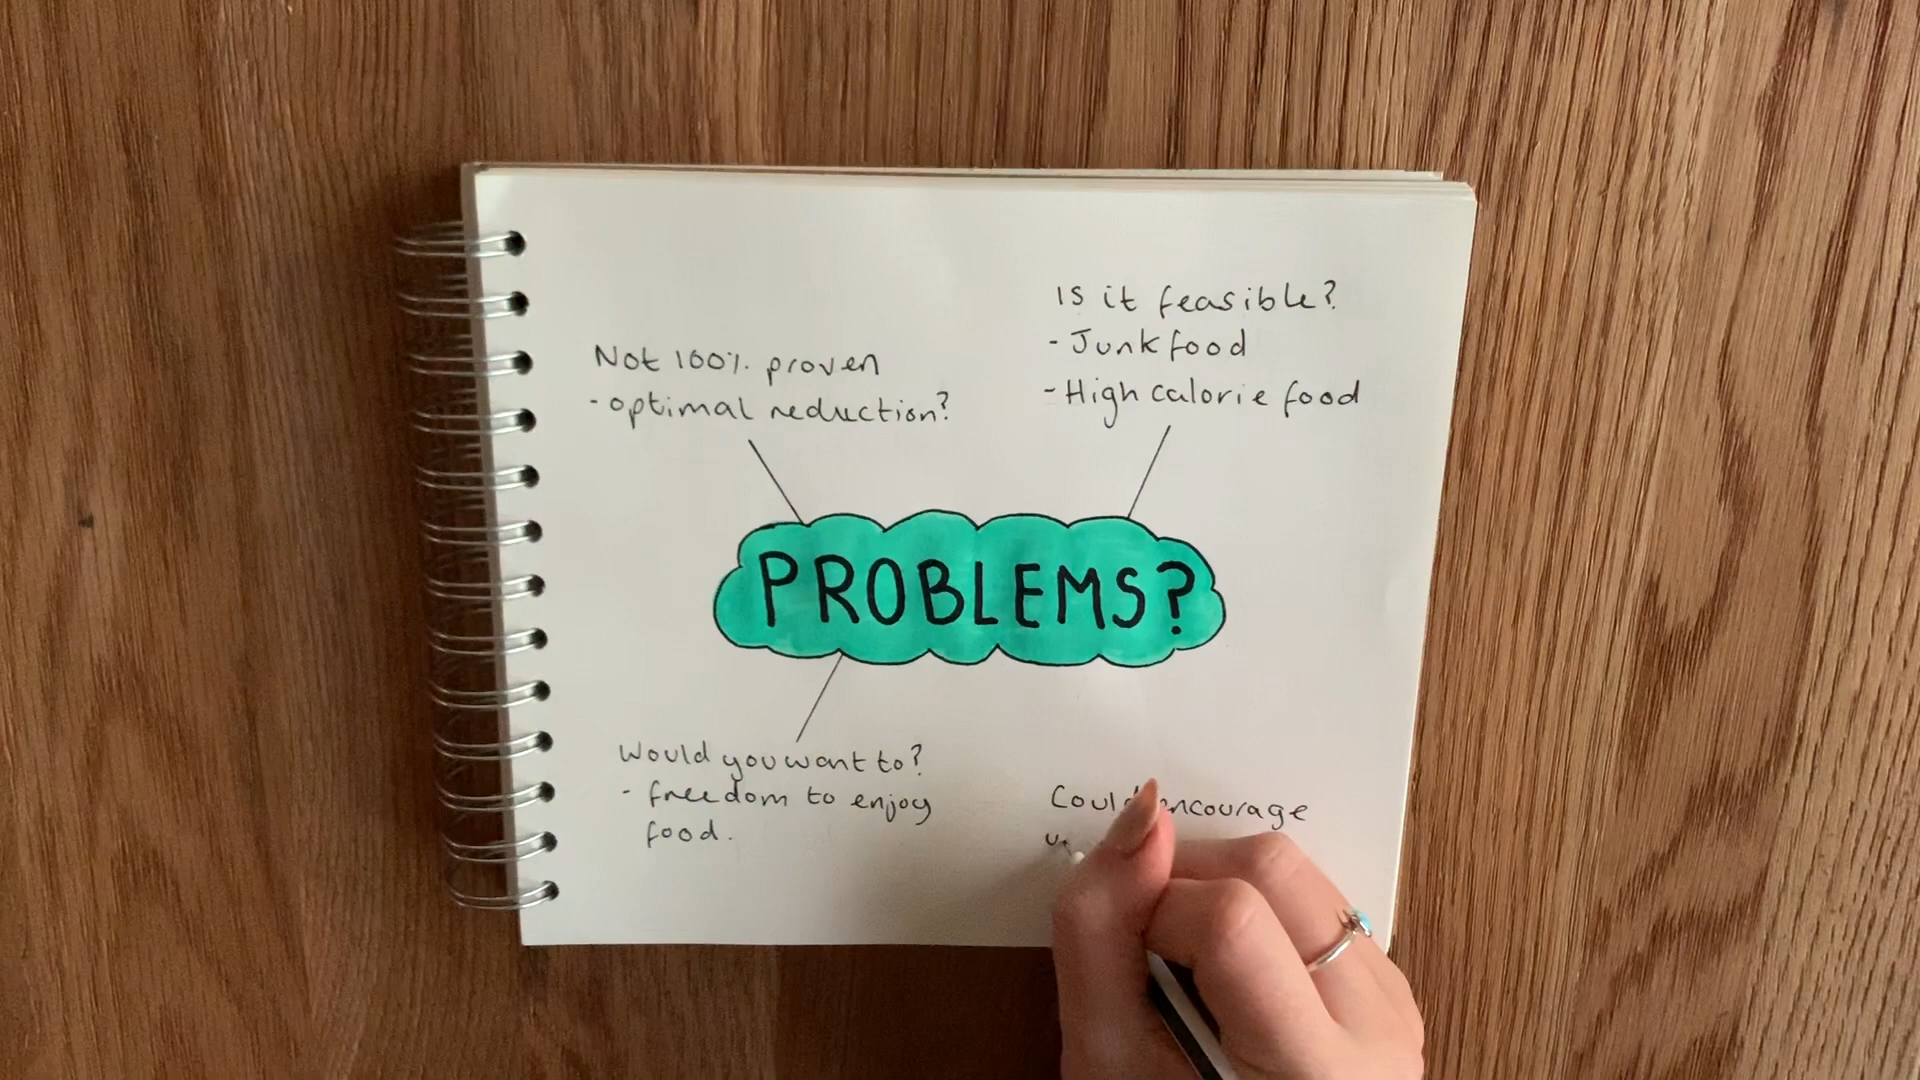 Is it feasible?
- Junk food
- High calorie food
Not 100% proven
- optimal reduction?
PROBLEMS?
Would you want to?
- freedom to enjoy
food.
Could encourage